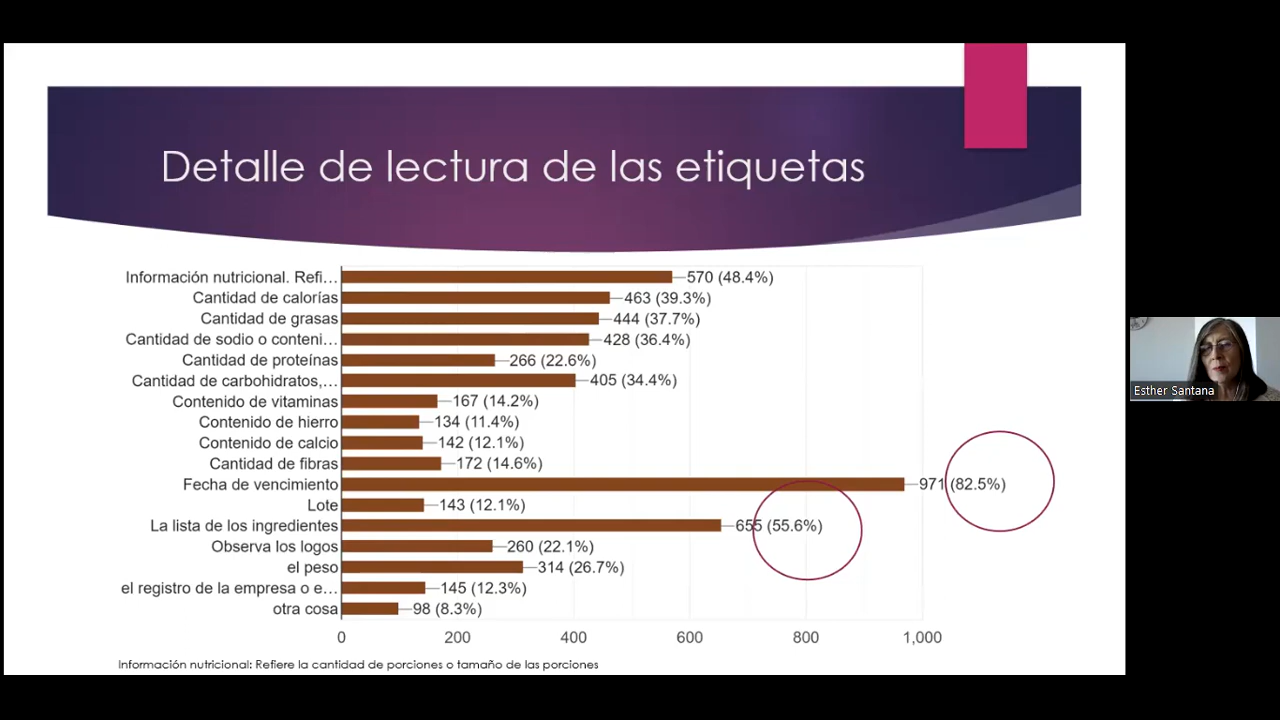 Detalle de lectura de las etiquetas
Información nutricional. Refi… 570 (48.4%)
Cantidad de calorías 463 (39.3%)
Cantidad de grasas 444 (37.7%)
Cantidad de sodio o conteni… 428 (36.4%)
Cantidad de proteínas 266 (22.6%)
Cantidad de carbohidratos,… 405 (34.4%)
Contenido de vitaminas 167 (14.2%)
Contenido de hierro 134 (11.4%)
Contenido de calcio 142 (12.1%)
Cantidad de fibras 172 (14.6%)
Fecha de vencimiento 971 (82.5%)
Lote 143 (12.1%)
La lista de los ingredientes 655 (55.6%)
Observa los logos 260 (22.1%)
el peso 314 (26.7%)
el registro de la empresa o e… 145 (12.3%)
otra cosa 98 (8.3%)
0 200 400 600 800 1,000
Información nutricional: Refiere la cantidad de porciones o tamaño de las porciones
Esther Santana